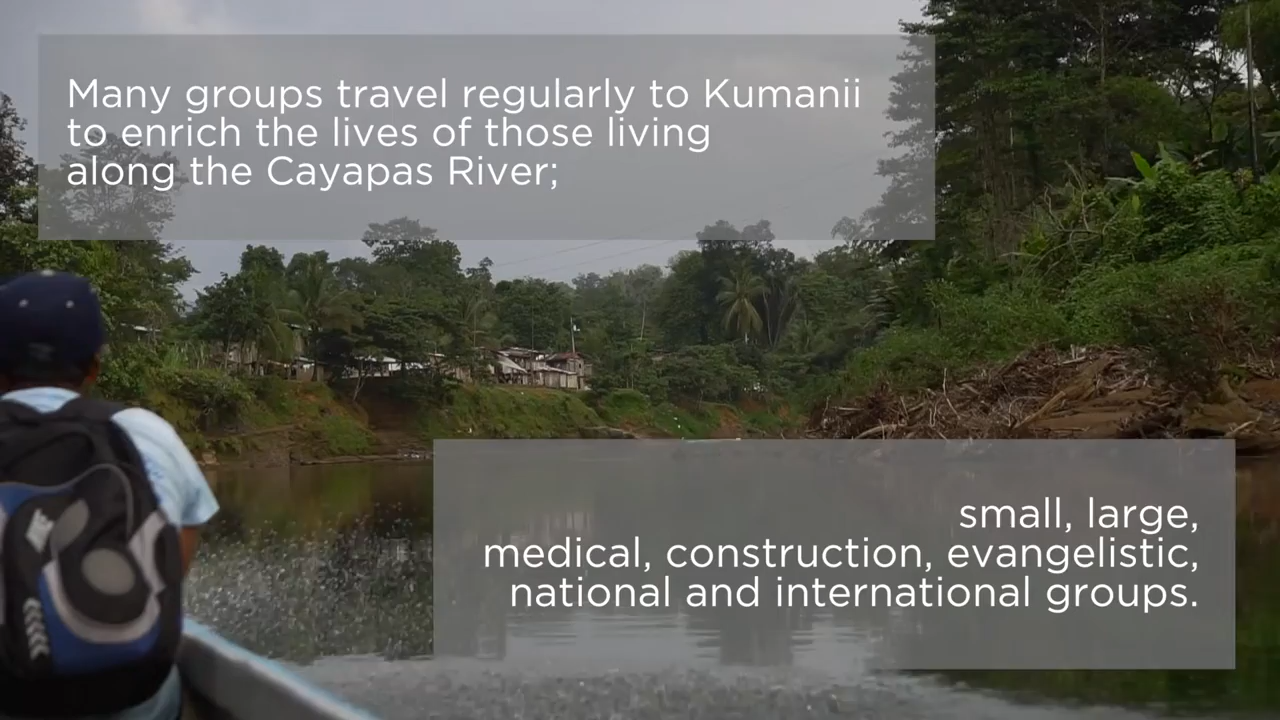 Many groups travel regularly to Kumanii
to enrich the lives of those living
along the Cayapas River;
small, large,
medical, construction, evangelistic,
national and international groups.